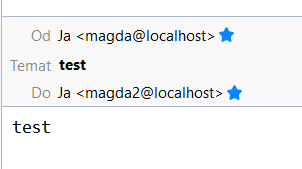 Od Ja <magda@localhost>
Temat test
Do Ja <magda2@localhost>
test